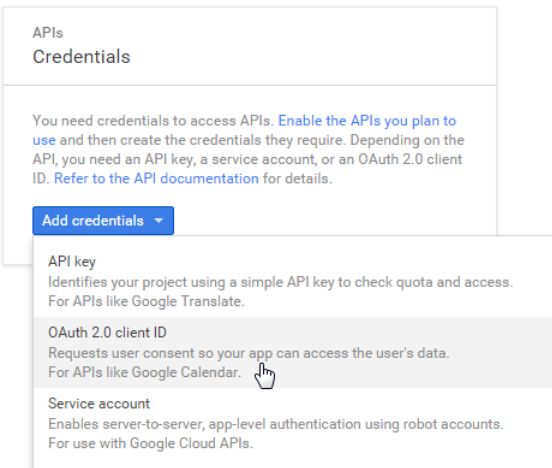 APIs
Credentials
You need credentials to access APIs. Enable the APIs you plan to
use and then create the credentials they require. Depending on the
API, you need an API key, a service account, or an OAuth 2.0 client
ID. Refer to the API documentation for details.
Add credentials
API key
Identifies your project using a simple API key to check quota and access.
For APIs like Google Translate.
OAuth 2.0 client ID
Requests user consent so your app can access the user's data.
For APIs like Google Calendar.
Service account
Enables server-to-server, app-level authentication using robot accounts.
For use with Google Cloud APIs.